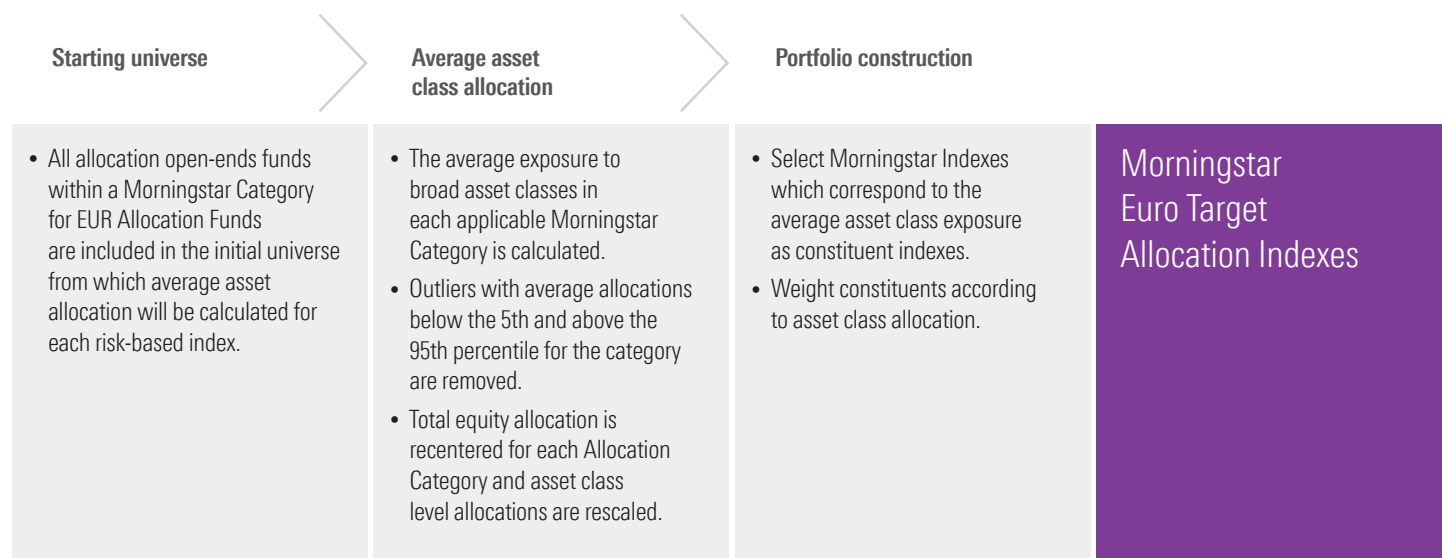 Starting universe
Average asset
class allocation
Portfolio construction
• All allocation open-ends funds
within a Morningstar Category
for EUR Allocation Funds
are included in the initial universe
from which average asset
allocation will be calculated for
each risk-based index.
• The average exposure to
broad asset classes in
each applicable Morningstar
Category is calculated.
• Outliers with average allocations
below the 5th and above the
95th percentile for the category
are removed.
• Total equity allocation is
recentered for each Allocation
Category and asset class
level allocations are rescaled.
• Select Morningstar Indexes
which correspond to the
average asset class exposure
as constituent indexes.
• Weight constituents according
to asset class allocation.
Morningstar
Euro Target
Allocation Indexes